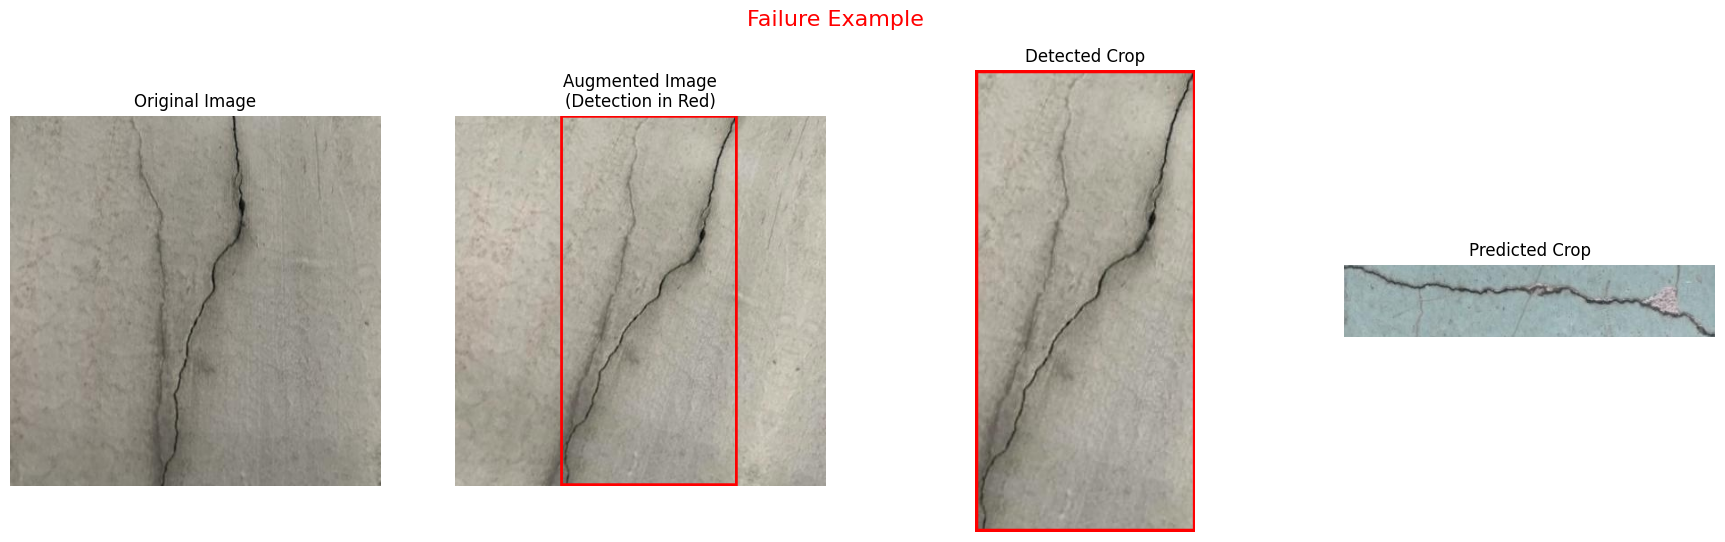 Failure Example
Original Image
Augmented Image
(Detection in Red)
Detected Crop
Predicted Crop